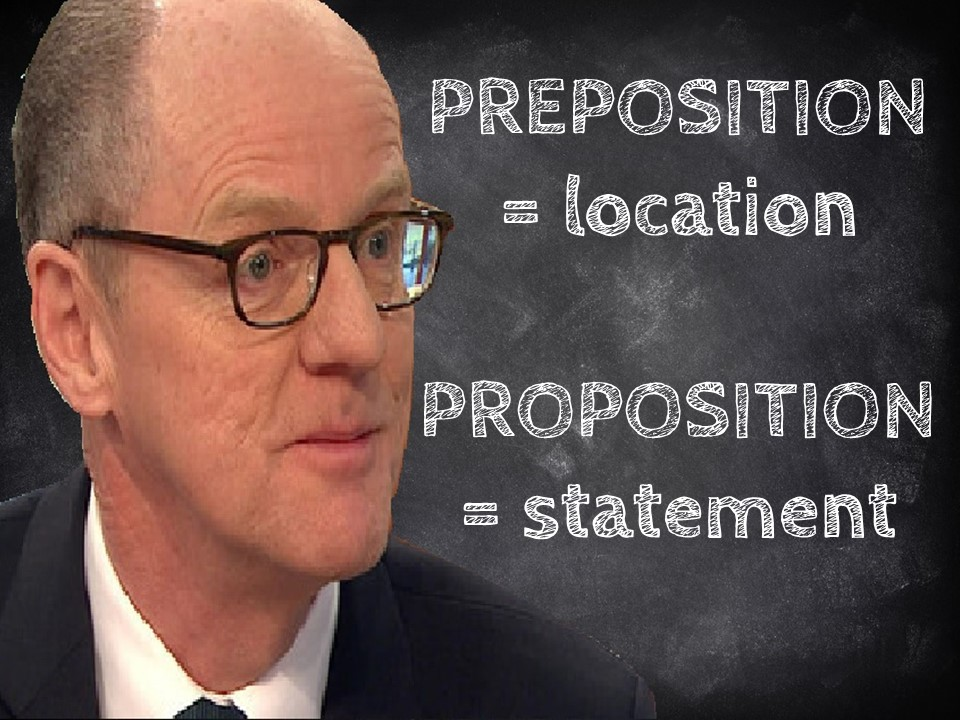 PREPOSITION
= location
PROPOSITION
= statement